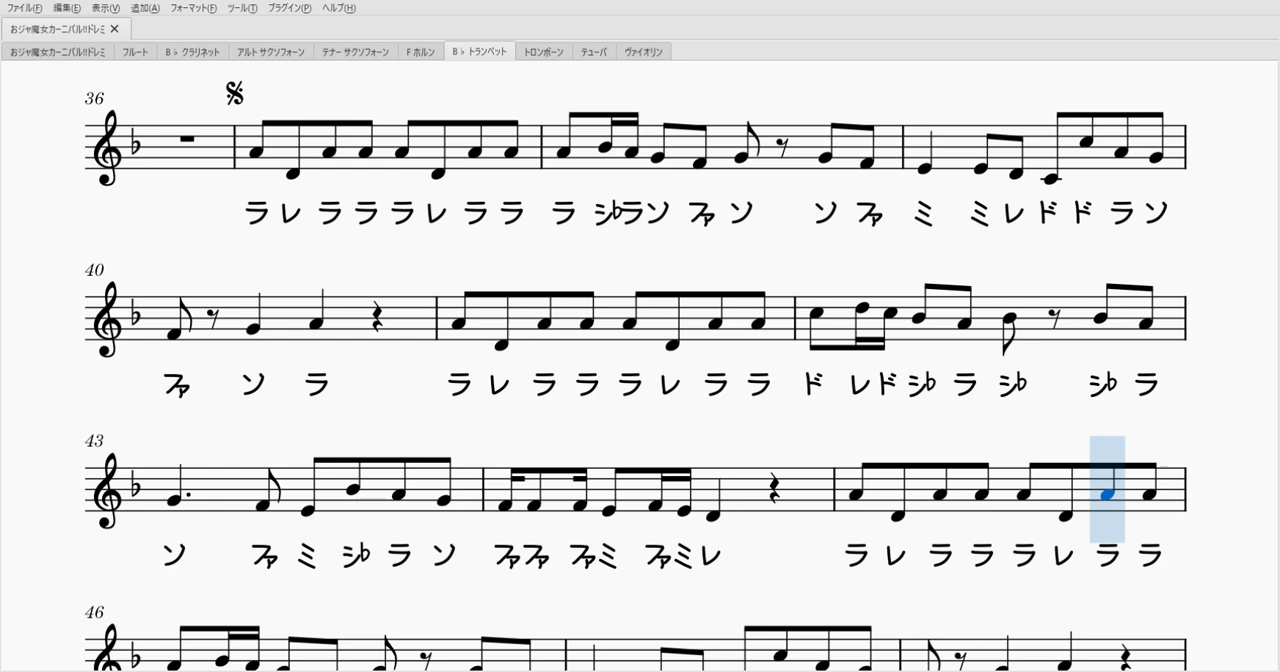 ファイル(F) 編集(E) 表示(V) 追加(A) フォーマット(F) ツール(T) プラグイン(P) ヘルプ(H)
おジャ魔女カーニバル!!ドレミ
おジャ魔女カーニバル!!ドレミ フルート B♭ クラリネット アルト サクソフォーン テナー サクソフォーン F ホルン B♭ トランペット トロンボーン テューバ ヴァイオリン
36
ラ レ ラ ラ ラ レ ラ ラ ラ シ♭ ラ ソ ファ ソ ソ ファ ミ ミ レ ド ド ラ ソ
40
ファ ソ ラ ラ レ ラ ラ ラ レ ラ ラ ド レ ド シ♭ ラ シ♭ シ♭ ラ
43
ソ ファ ミ シ♭ ラ ソ ファ ファ ファ ミ ファ ミ レ ラ レ ラ ラ ラ レ ラ ラ
46